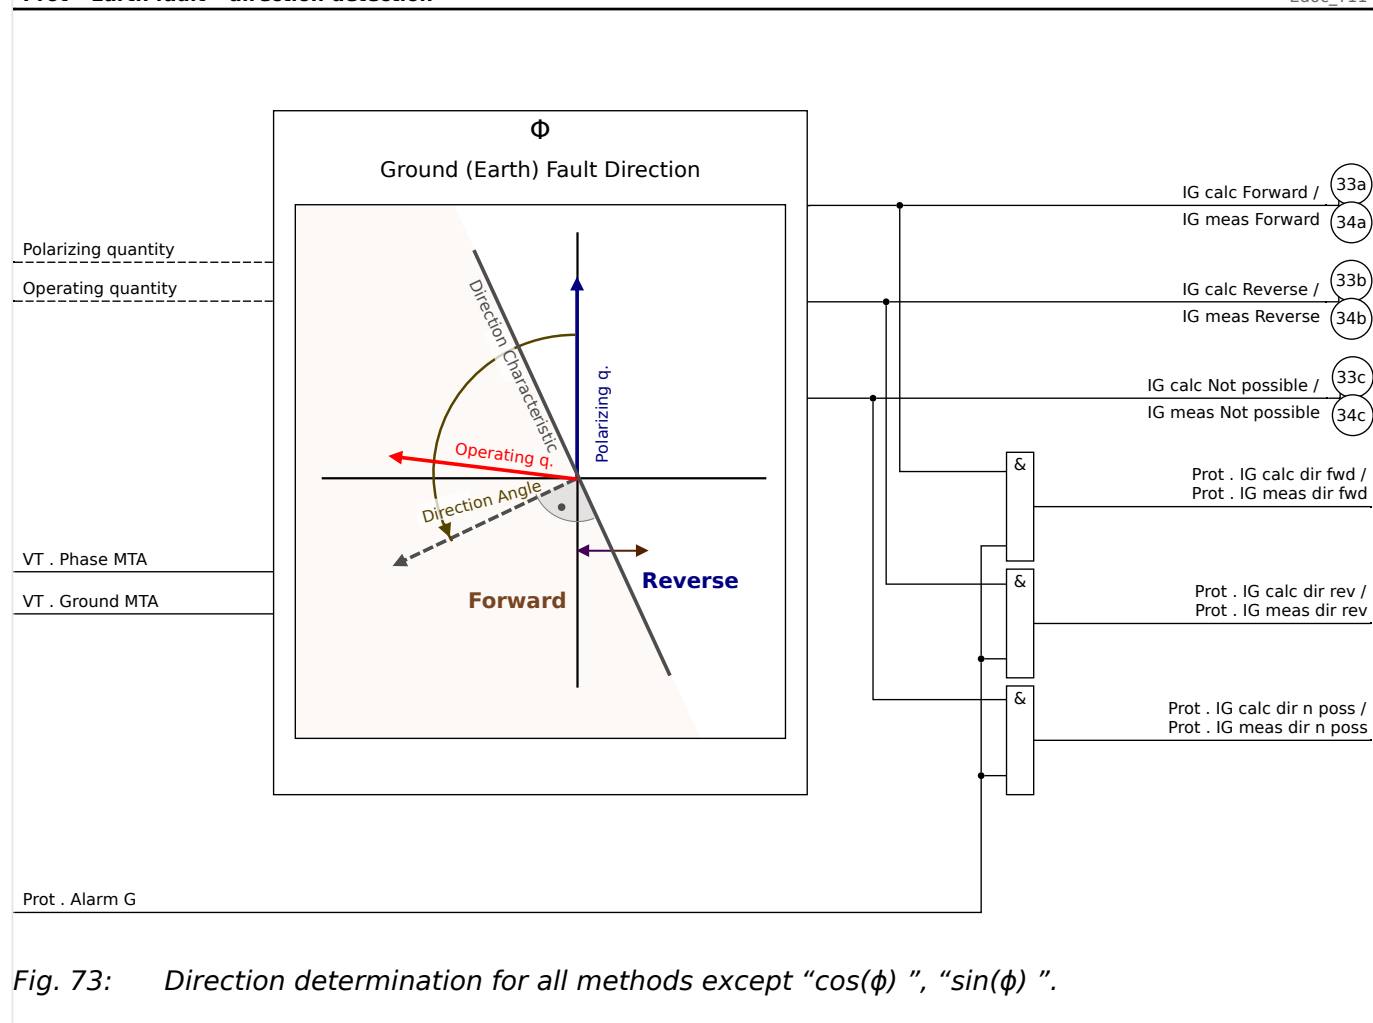 Φ
Ground (Earth) Fault Direction
Polarizing quantity
Operating quantity
VT . Phase MTA
VT . Ground MTA
Prot . Alarm G
Direction Characteristic
Polarizing q.
Operating q.
Direction Angle
Forward
Reverse
IG calc Forward /
IG meas Forward
33a
34a
IG calc Reverse /
IG meas Reverse
33b
34b
IG calc Not possible /
IG meas Not possible
33c
34c
&
Prot . IG calc dir fwd /
Prot . IG meas dir fwd
&
Prot . IG calc dir rev /
Prot . IG meas dir rev
&
Prot . IG calc dir n poss /
Prot . IG meas dir n poss
Fig. 73: Direction determination for all methods except “cos(ϕ) ”, “sin(ϕ) ”.